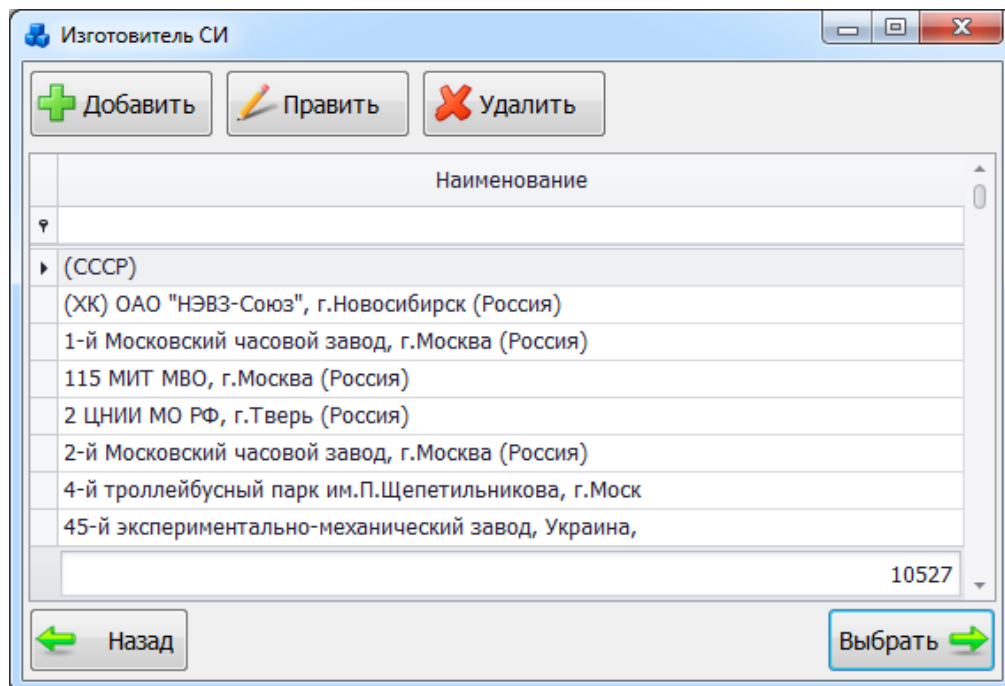 Изготовитель СИ
Добавить Править Удалить
Наименование
(СССР)
(ХК) ОАО "НЭВЗ-Союз", г.Новосибирск (Россия)
1-й Московский часовой завод, г.Москва (Россия)
115 МИТ МВО, г.Москва (Россия)
2 ЦНИИ МО РФ, г.Тверь (Россия)
2-й Московский часовой завод, г.Москва (Россия)
4-й троллейбусный парк им.П.Щепетильникова, г.Моск
45-й экспериментально-механический завод, Украина,
10527
Назад Выбрать